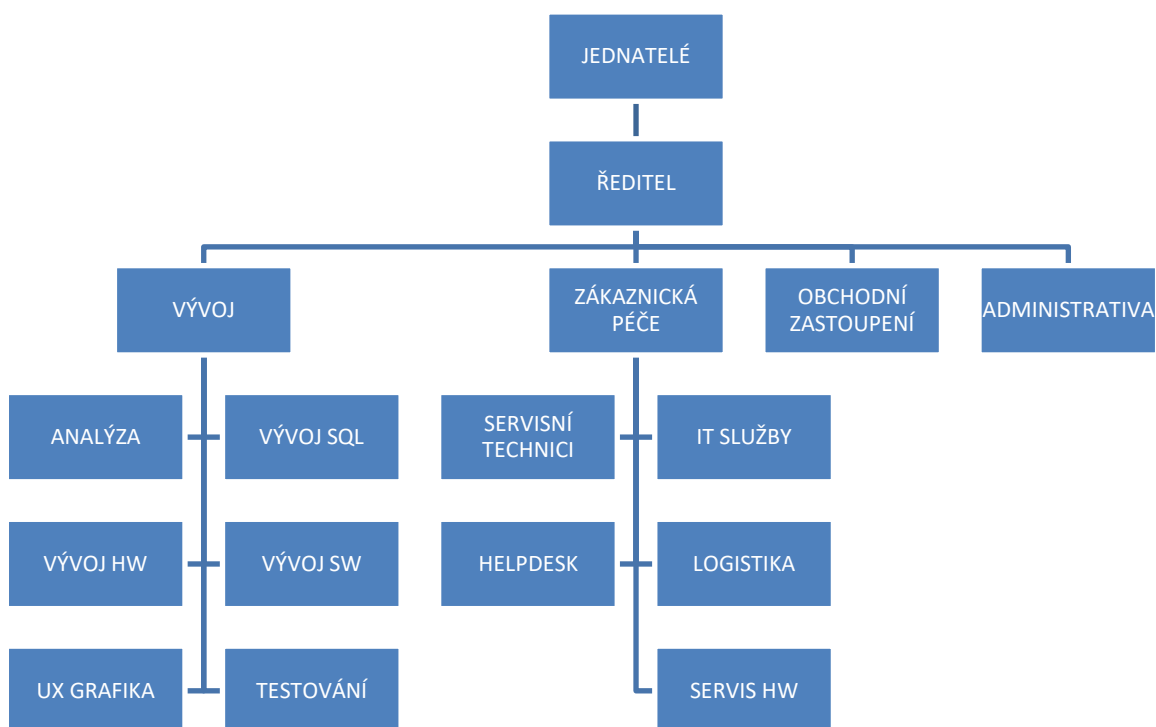 JEDNATELÉ
ŘEDITEL
VÝVOJ
ZÁKAZNICKÁ
PÉČE
OBCHODNÍ
ZASTOUPENÍ
ADMINISTRATIVA
ANALÝZA
VÝVOJ SQL
SERVISNÍ
TECHNICI
IT SLUŽBY
VÝVOJ HW
VÝVOJ SW
HELPDESK
LOGISTIKA
UX GRAFIKA
TESTOVÁNÍ
SERVIS HW